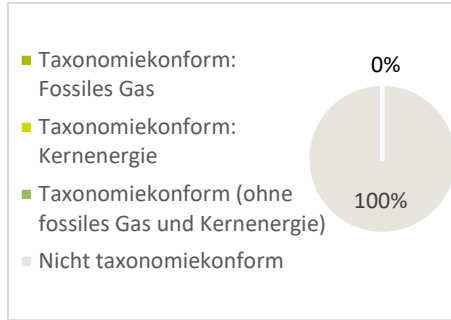 Taxonomiekonform:
Fossiles Gas
Taxonomiekonform:
Kernenergie
Taxonomiekonform (ohne
fossiles Gas und Kernenergie)
Nicht taxonomiekonform
0%
100%